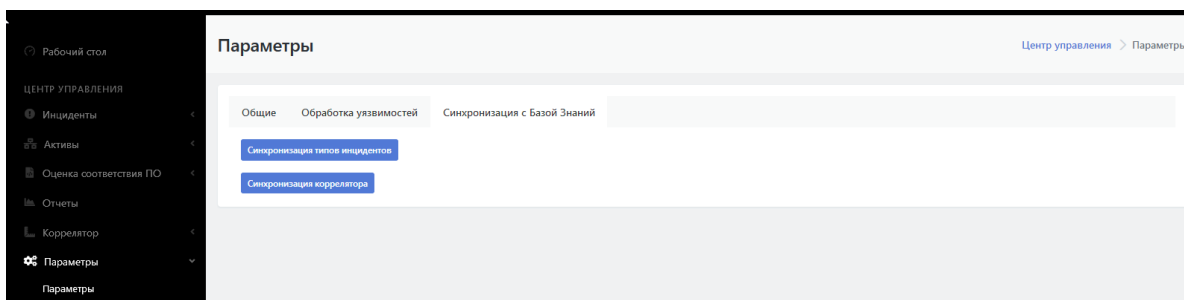 Рабочий стол
ЦЕНТР УПРАВЛЕНИЯ
Инциденты
Активы
Оценка соответствия ПО
Отчеты
Коррелятор
Параметры
Параметры
Параметры
Центр управления > Параметры
Общие Обработка уязвимостей Синхронизация с Базой Знаний
Синхронизация типов инцидентов
Синхронизация коррелятора